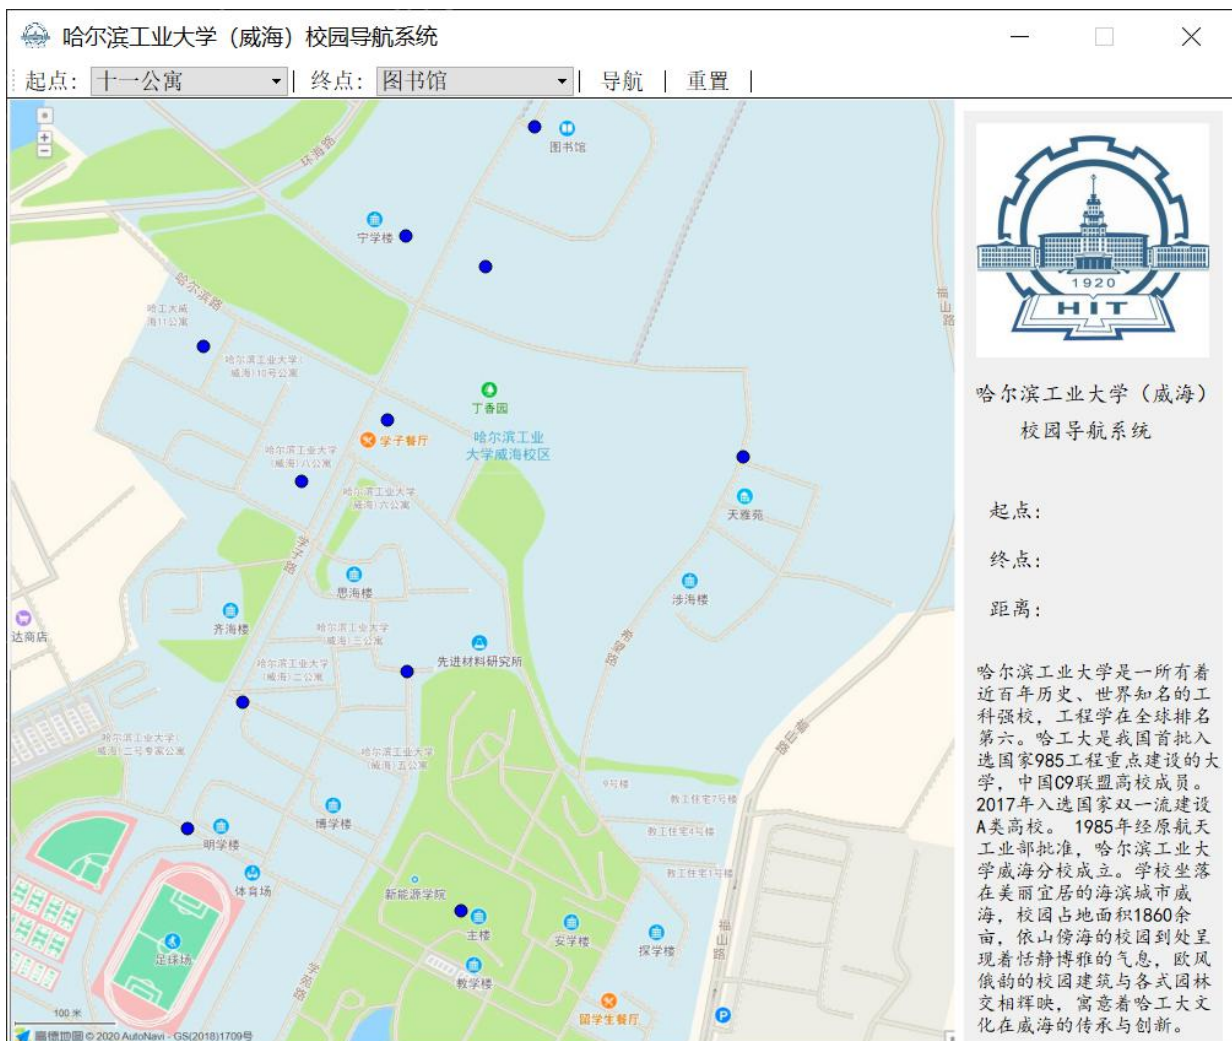 哈尔滨工业大学（威海）校园导航系统
起点: 十一公寓 | 终点: 图书馆 | 导航 | 重置 |
环海路
图书馆
宁学楼
哈尔滨路
福山路
哈工大威
海11公寓
哈尔滨工业大学(
威海)10号公寓
丁香园
学子餐厅
哈尔滨工业
大学威海校区
哈尔滨工业大学
(威海)八公寓
哈尔滨工业大学
(威海)六公寓
天雅苑
学子路
思海楼
涉海楼
齐海楼
达商店
哈尔滨工业大学
(威海)三公寓
希望路
先进材料研究所
哈尔滨工业大学
(威海)二公寓
哈尔滨工业大学(
威海)二号专家公寓
福山路
哈尔滨工业大学
(威海)五公寓
9号楼
教工住宅7号楼
博学楼
教工住宅4号楼
明学楼
教工住宅1号楼
体育场
新能源学院
主楼
安学楼
探学楼
福山路
足球场
学苑路
教学楼
留学生餐厅
P
100 米
高德地图 © 2020 AutoNavi - GS(2018)1709号
1920
HIT
哈尔滨工业大学（威海）
校园导航系统
起点:
终点:
距离:
哈尔滨工业大学是一所有着
近百年历史、世界知名的工
科强校，工程学在全球排名
第六。哈工大是我国首批入
选国家985工程重点建设的大
学，中国C9联盟高校成员。
2017年入选国家双一流建设
A类高校。 1985年经原航天
工业部批准，哈尔滨工业大
学威海分校成立。学校坐落
在美丽宜居的海滨城市威
海，校园占地面积1860余
亩，依山傍海的校园到处呈
现着恬静博雅的气息，欧风
俄韵的校园建筑与各式园林
交相辉映，寓意着哈工大文
化在威海的传承与创新。